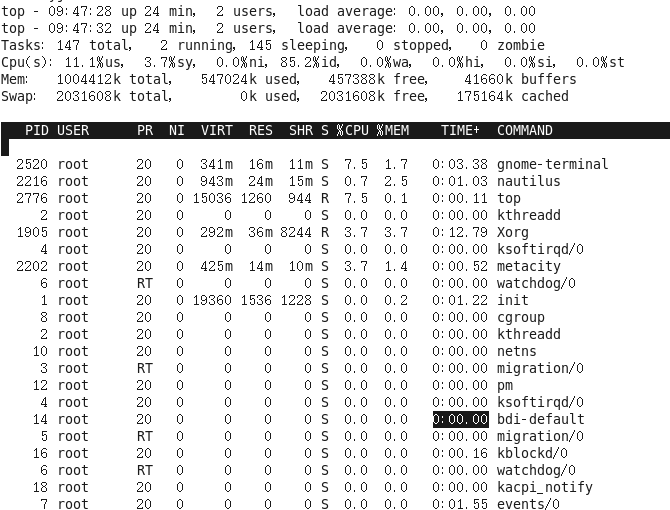 top - 09:47:28 up 24 min,  2 users,  load average: 0.00, 0.00, 0.00
top - 09:47:32 up 24 min,  2 users,  load average: 0.00, 0.00, 0.00
Tasks: 147 total,   2 running, 145 sleeping,   0 stopped,   0 zombie
Cpu(s): 11.1%us,  3.7%sy,  0.0%ni, 85.2%id,  0.0%wa,  0.0%hi,  0.0%si,  0.0%st
Mem:   1004412k total,   547024k used,   457388k free,    41660k buffers
Swap:  2031608k total,        0k used,  2031608k free,   175164k cached
PID USER      PR  NI  VIRT  RES  SHR S %CPU %MEM    TIME+  COMMAND
2520 root      20   0  341m  16m  11m S  7.5  1.7   0:03.38 gnome-terminal
2216 root      20   0  943m  24m  15m S  0.7  2.5   0:01.03 nautilus
2776 root      20   0 15036 1260  944 R  7.5  0.1   0:00.11 top
2 root      20   0     0    0    0 S  0.0  0.0   0:00.00 kthreadd
1905 root      20   0  292m  36m 8244 R  3.7  3.7   0:12.79 Xorg
4 root      20   0     0    0    0 S  0.0  0.0   0:00.00 ksoftirqd/0
2202 root      20   0  425m  14m  10m S  3.7  1.4   0:00.52 metacity
6 root      RT   0     0    0    0 S  0.0  0.0   0:00.00 watchdog/0
1 root      20   0 19360 1536 1228 S  0.0  0.2   0:01.22 init
8 root      20   0     0    0    0 S  0.0  0.0   0:00.00 cgroup
2 root      20   0     0    0    0 S  0.0  0.0   0:00.00 kthreadd
10 root      20   0     0    0    0 S  0.0  0.0   0:00.00 netns
3 root      RT   0     0    0    0 S  0.0  0.0   0:00.00 migration/0
12 root      20   0     0    0    0 S  0.0  0.0   0:00.00 pm
4 root      20   0     0    0    0 S  0.0  0.0   0:00.00 ksoftirqd/0
14 root      20   0     0    0    0 S  0.0  0.0   0:00.00 bdi-default
5 root      RT   0     0    0    0 S  0.0  0.0   0:00.00 migration/0
16 root      20   0     0    0    0 S  0.0  0.0   0:00.16 kblockd/0
6 root      RT   0     0    0    0 S  0.0  0.0   0:00.00 watchdog/0
18 root      20   0     0    0    0 S  0.0  0.0   0:00.00 kacpi_notify
7 root      20   0     0    0    0 S  0.0  0.0   0:01.55 events/0